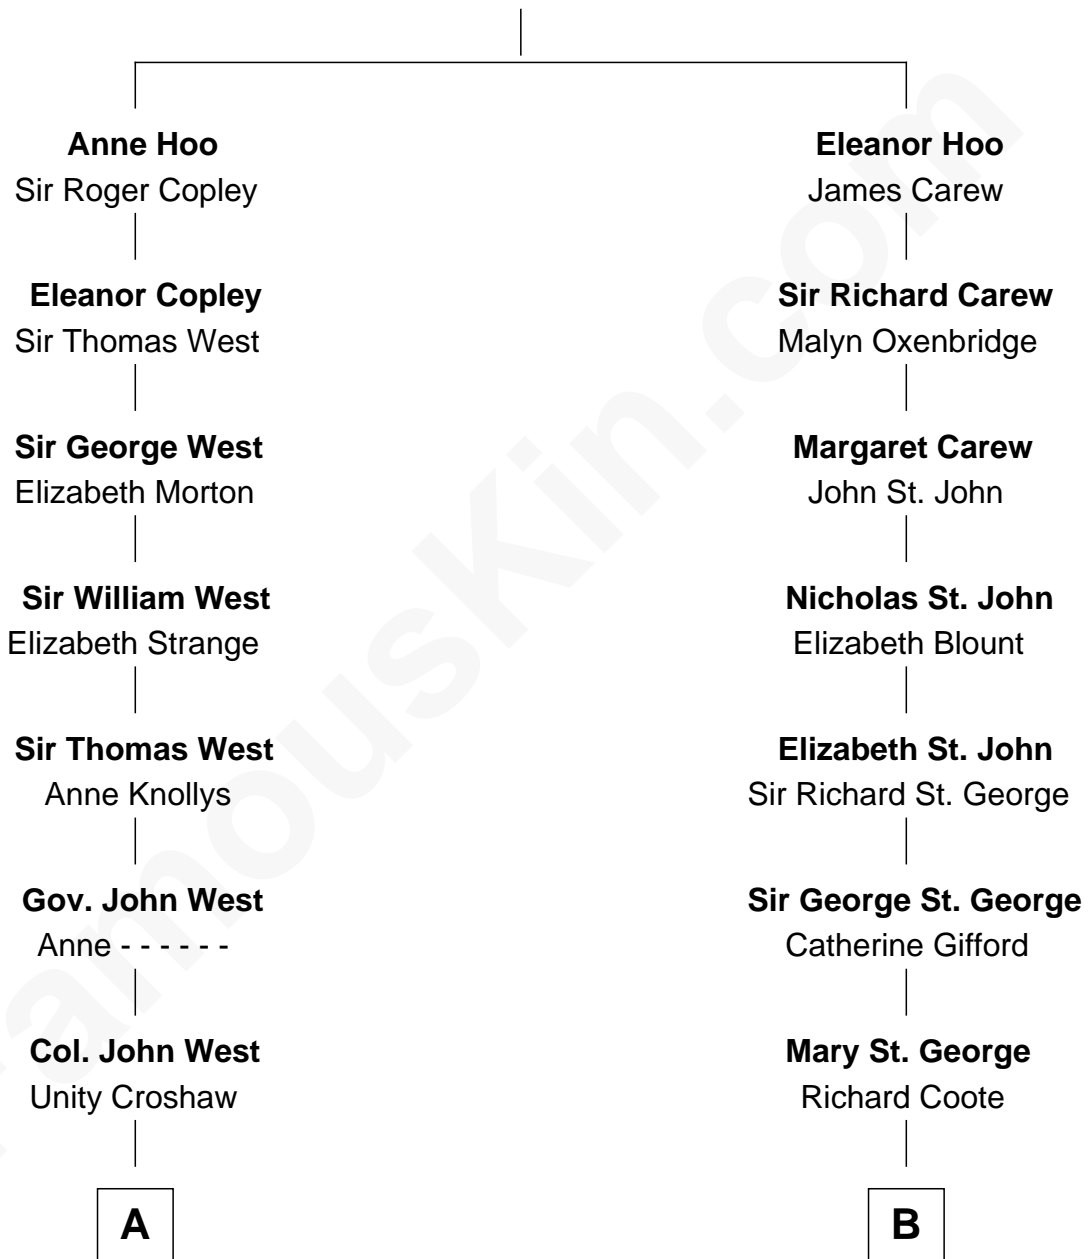 Anne Hoo
Sir Roger Copley
Eleanor Copley
Sir Thomas West
Sir George West
Elizabeth Morton
Sir William West
Elizabeth Strange
Sir Thomas West
Anne Knollys
Gov. John West
Anne - - - - - -
Col. John West
Unity Croshaw
A
Eleanor Hoo
James Carew
Sir Richard Carew
Malyn Oxenbridge
Margaret Carew
John St. John
Nicholas St. John
Elizabeth Blount
Elizabeth St. John
Sir Richard St. George
Sir George St. George
Catherine Gifford
Mary St. George
Richard Coote
B
FamousKin.com